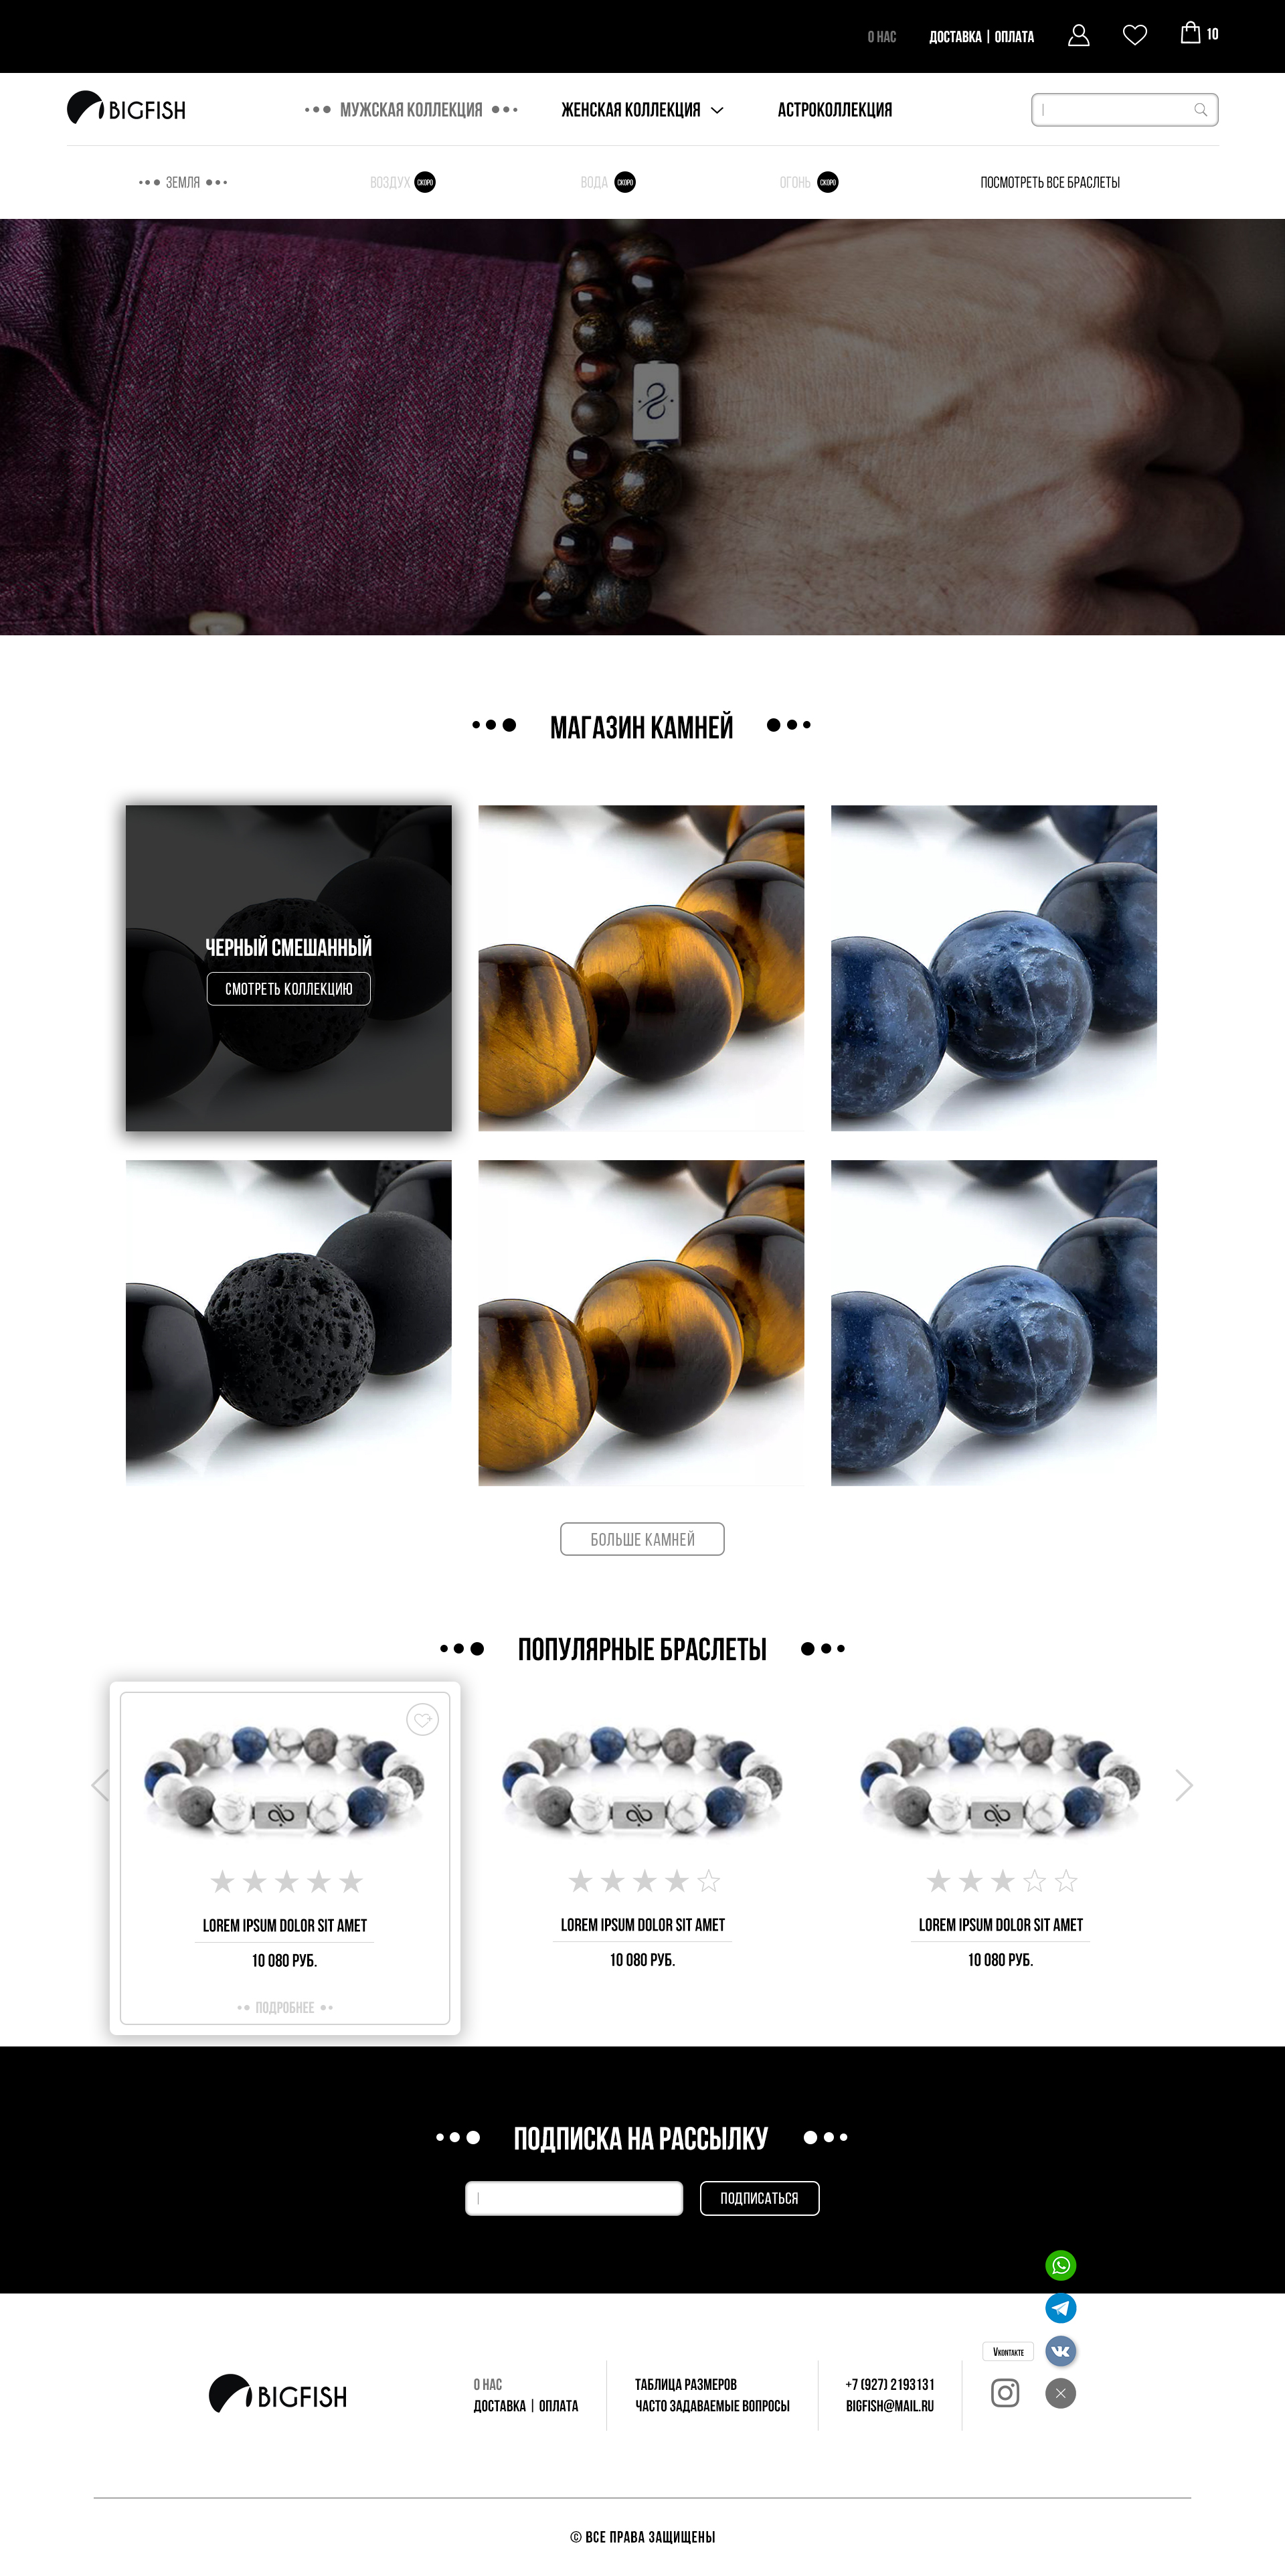 О НАС
ДОСТАВКА | ОПЛАТА
10
BIGFISH
МУЖСКАЯ КОЛЛЕКЦИЯ
ЖЕНСКАЯ КОЛЛЕКЦИЯ
АСТРОКОЛЛЕКЦИЯ
ЗЕМЛЯ
ВОЗДУХ СКОРО
ВОДА СКОРО
ОГОНЬ СКОРО
ПОСМОТРЕТЬ ВСЕ БРАСЛЕТЫ
МАГАЗИН КАМНЕЙ
ЧЕРНЫЙ СМЕШАННЫЙ
СМОТРЕТЬ КОЛЛЕКЦИЮ
БОЛЬШЕ КАМНЕЙ
ПОПУЛЯРНЫЕ БРАСЛЕТЫ
LOREM IPSUM DOLOR SIT AMET
10 080 РУБ.
ПОДРОБНЕЕ
LOREM IPSUM DOLOR SIT AMET
10 080 РУБ.
LOREM IPSUM DOLOR SIT AMET
10 080 РУБ.
ПОДПИСКА НА РАССЫЛКУ
ПОДПИСАТЬСЯ
BIGFISH
О НАС
ДОСТАВКА | ОПЛАТА
ТАБЛИЦА РАЗМЕРОВ
ЧАСТО ЗАДАВАЕМЫЕ ВОПРОСЫ
+7 (927) 2193131
BIGFISH@MAIL.RU
VKONTAKTE
© ВСЕ ПРАВА ЗАЩИЩЕНЫ